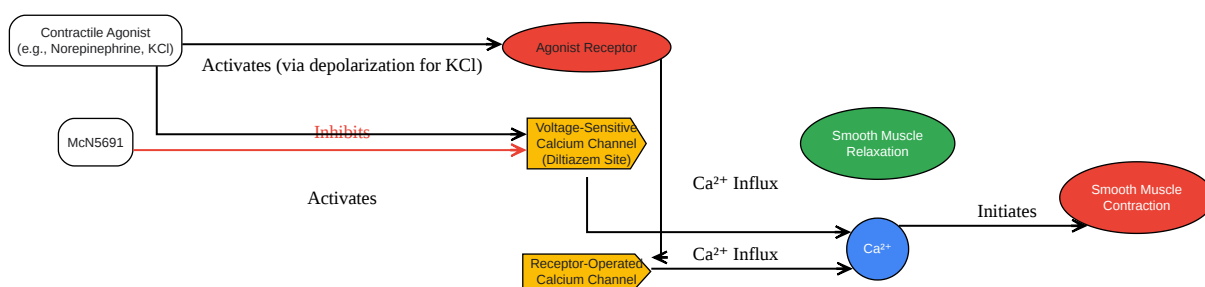 Contractile Agonist
(e.g., Norepinephrine, KCl)
Agonist Receptor
Activates (via depolarization for KCl)
McN5691
Inhibits
Voltage-Sensitive
Calcium Channel
(Diltiazem Site)
Smooth Muscle
Relaxation
Activates
Ca²⁺ Influx
Smooth Muscle
Contraction
Initiates
Ca²⁺ Influx
Ca²⁺
Receptor-Operated
Calcium Channel